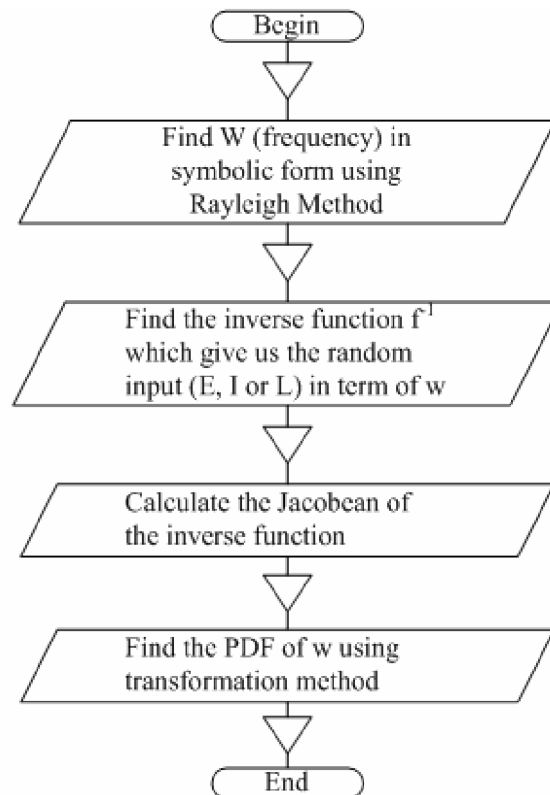 Begin
Find W (frequency) in
symbolic form using
Rayleigh Method
Find the inverse function f⁻¹
which give us the random
input (E, I or L) in term of w
Calculate the Jacobean of
the inverse function
Find the PDF of w using
transformation method
End